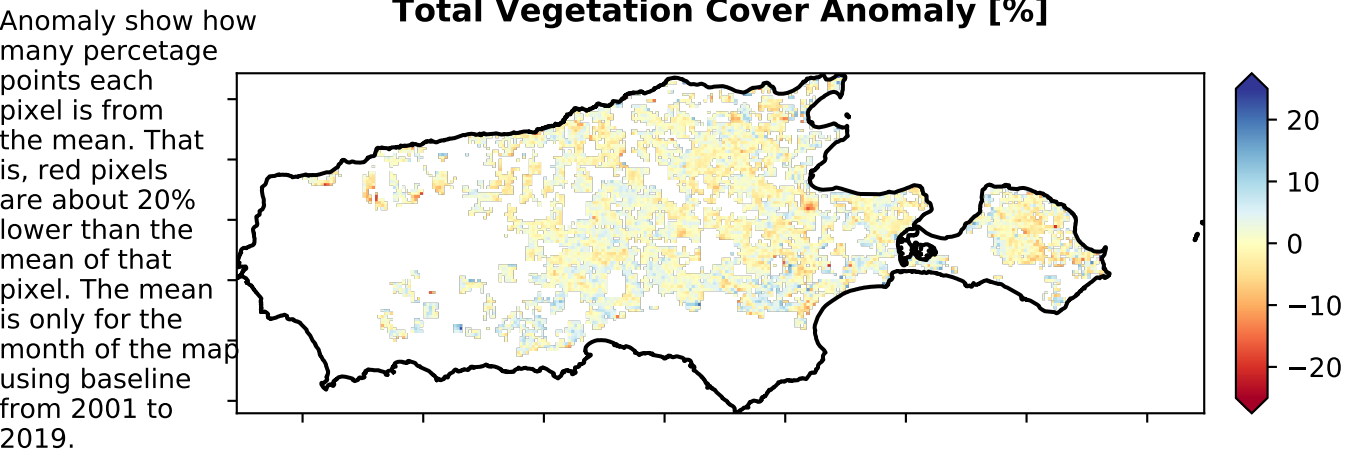 Total Vegetation Cover Anomaly [%]
Anomaly show how
many percetage
points each
pixel is from
the mean. That
is, red pixels
are about 20%
lower than the
mean of that
pixel. The mean
is only for the
month of the map
using baseline
from 2001 to
2019.
20
10
0
−10
−20